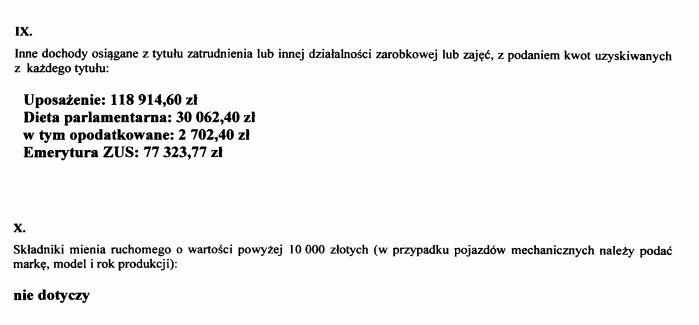 IX.
Inne dochody osiągane z tytułu zatrudnienia lub innej działalności zarobkowej lub zajęć, z podaniem kwot uzyskiwanych
z każdego tytułu:
Uposażenie: 118 914,60 zł
Dieta parlamentarna: 30 062,40 zł
w tym opodatkowane: 2 702,40 zł
Emerytura ZUS: 77 323,77 zł
X.
Składniki mienia ruchomego o wartości powyżej 10 000 złotych (w przypadku pojazdów mechanicznych należy podać
markę, model i rok produkcji):
nie dotyczy